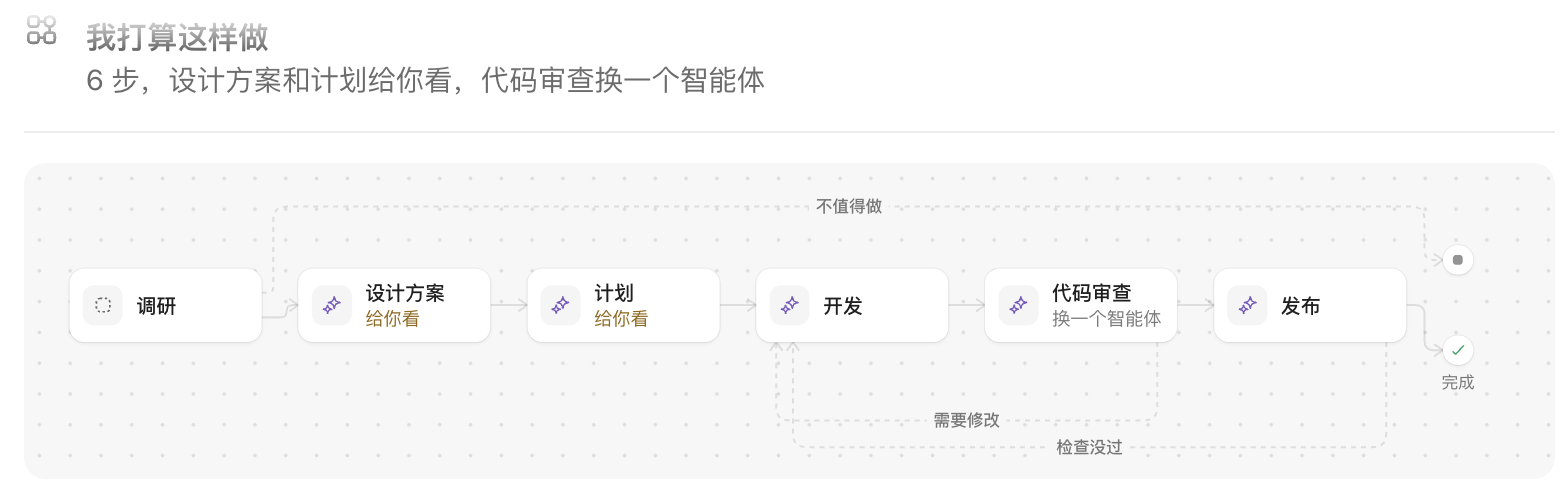 我打算这样做
6 步，设计方案和计划给你看，代码审查换一个智能体
不值得做
调研
设计方案
给你看
计划
给你看
开发
代码审查
换一个智能体
发布
完成
需要修改
检查没过